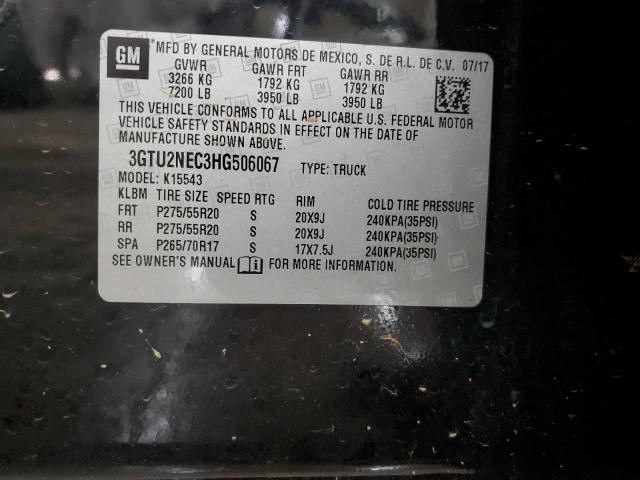 GM
MFD BY GENERAL MOTORS DE MEXICO, S. DE R.L. DE C.V. 07/17
GVWR GAWR FRT GAWR RR
3266 KG 1792 KG 1792 KG
7200 LB 3950 LB 3950 LB
THIS VEHICLE CONFORMS TO ALL APPLICABLE U.S. FEDERAL MOTOR
VEHICLE SAFETY STANDARDS IN EFFECT ON THE DATE OF
MANUFACTURE SHOWN ABOVE.
3GTU2NEC3HG506067 TYPE: TRUCK
MODEL: K15543
KLBM TIRE SIZE SPEED RTG RIM COLD TIRE PRESSURE
FRT P275/55R20 S 20X9J 240KPA(35PSI)
RR P275/55R20 S 20X9J 240KPA(35PSI)
SPA P265/70R17 S 17X7.5J 240KPA(35PSI)
SEE OWNER'S MANUAL FOR MORE INFORMATION.